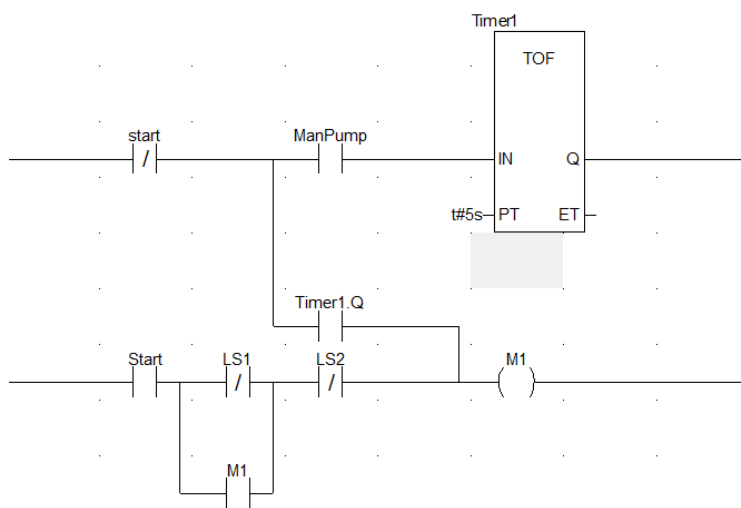 Timer1
TOF
start
ManPump
IN
Q
t#5s
PT
ET
Timer1.Q
Start
LS1
LS2
M1
M1